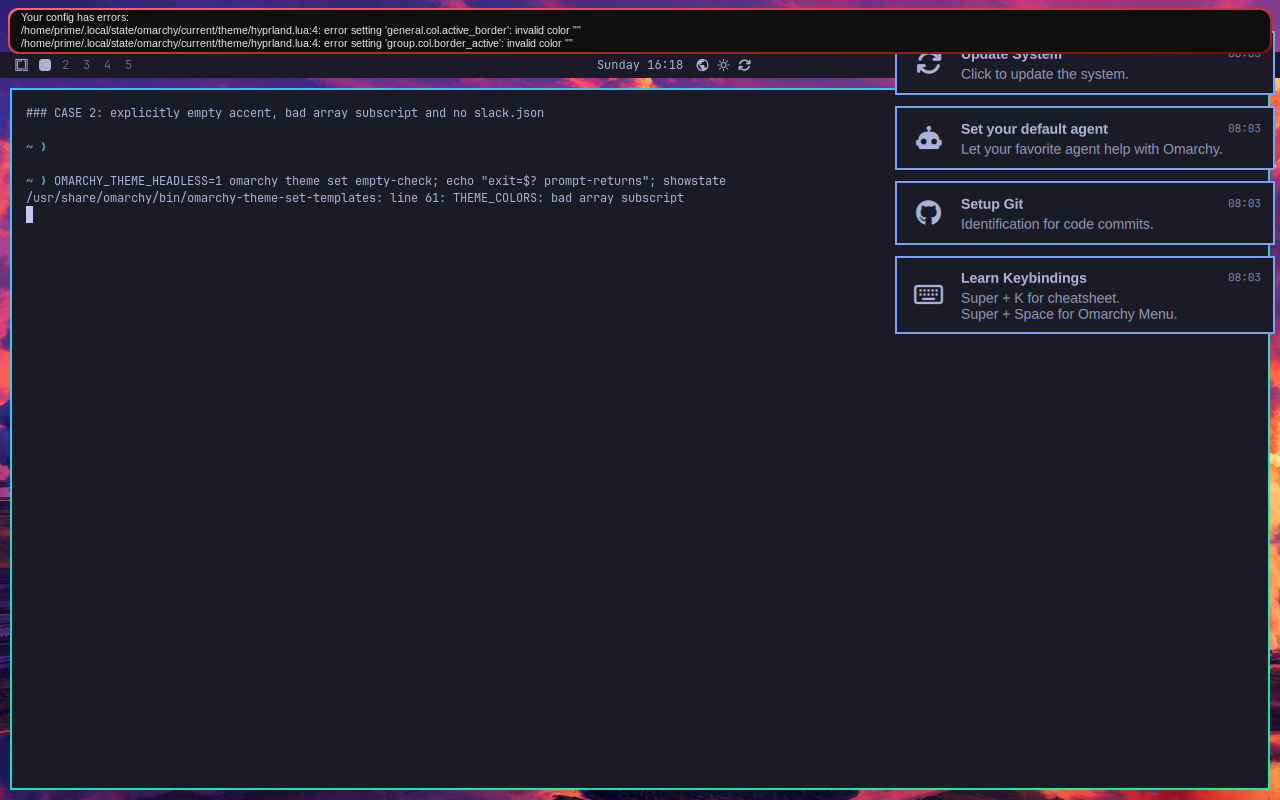 Your config has errors:
/home/prime/.local/state/omarchy/current/theme/hyprland.lua:4: error setting 'general.col.active_border': invalid color ""
/home/prime/.local/state/omarchy/current/theme/hyprland.lua:4: error setting 'group.col.border_active': invalid color ""
2 3 4 5 Sunday 16:18
Update System 08:03
Click to update the system.
Set your default agent 08:03
Let your favorite agent help with Omarchy.
Setup Git 08:03
Identification for code commits.
Learn Keybindings 08:03
Super + K for cheatsheet.
Super + Space for Omarchy Menu.
### CASE 2: explicitly empty accent, bad array subscript and no slack.json
~ ❯
~ ❯ OMARCHY_THEME_HEADLESS=1 omarchy theme set empty-check; echo "exit=$? prompt-returns"; showstate
/usr/share/omarchy/bin/omarchy-theme-set-templates: line 61: THEME_COLORS: bad array subscript